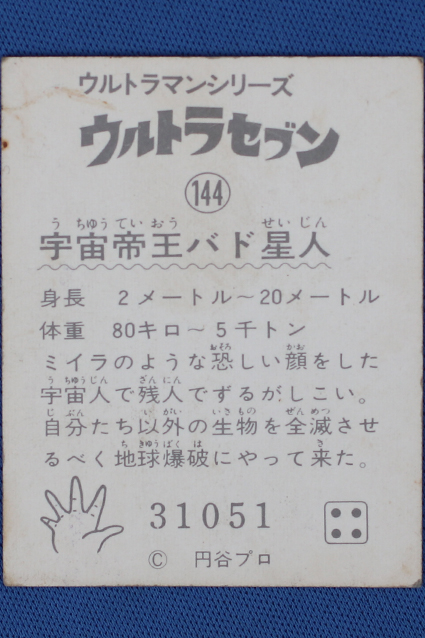 ウルトラマンシリーズ
ウルトラセブン
144
う ちゅう てい おう せい じん
宇宙帝王バド星人
身長 2メートル〜20メートル
体重 80キロ〜5千トン
おそろ かお
ミイラのような恐しい顔をした
う ちゅうじん ざんにん
宇宙人で残人でずるがしこい。
じ ぶん い がい いきもの ぜんめつ
自分たち以外の生物を全滅させ
ち きゅうばく は き
るべく地球爆破にやって来た。
31051
© 円谷プロ